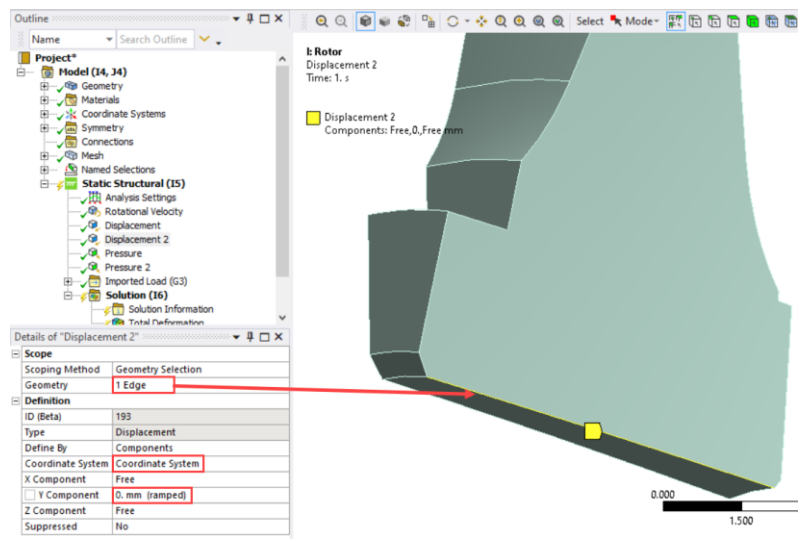 Outline
Name
Search Outline
Select
Mode
Project*
Model (I4, J4)
Geometry
Materials
Coordinate Systems
Symmetry
Connections
Mesh
Named Selections
Static Structural (I5)
Analysis Settings
Rotational Velocity
Displacement
Displacement 2
Pressure
Pressure 2
Imported Load (G3)
Solution (I6)
Solution Information
Total Deformation
Details of "Displacement 2"
Scope
Scoping Method Geometry Selection
Geometry 1 Edge
Definition
ID (Beta) 193
Type Displacement
Define By Components
Coordinate System Coordinate System
X Component Free
Y Component 0. mm (ramped)
Z Component Free
Suppressed No
I: Rotor
Displacement 2
Time: 1. s
Displacement 2
Components: Free,0.,Free mm
0.000
1.500